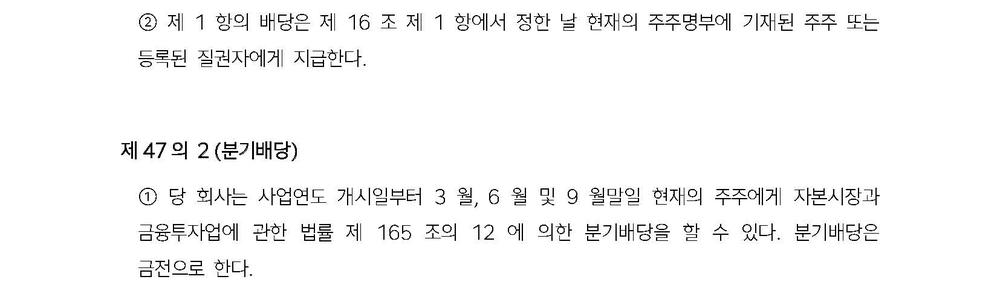 ② 제 1 항의 배당은 제 16 조 제 1 항에서 정한 날 현재의 주주명부에 기재된 주주 또는
등록된 질권자에게 지급한다.
제 47 의 2 (분기배당)
① 당 회사는 사업연도 개시일부터 3 월, 6 월 및 9 월말일 현재의 주주에게 자본시장과
금융투자업에 관한 법률 제 165 조의 12 에 의한 분기배당을 할 수 있다. 분기배당은
금전으로 한다.